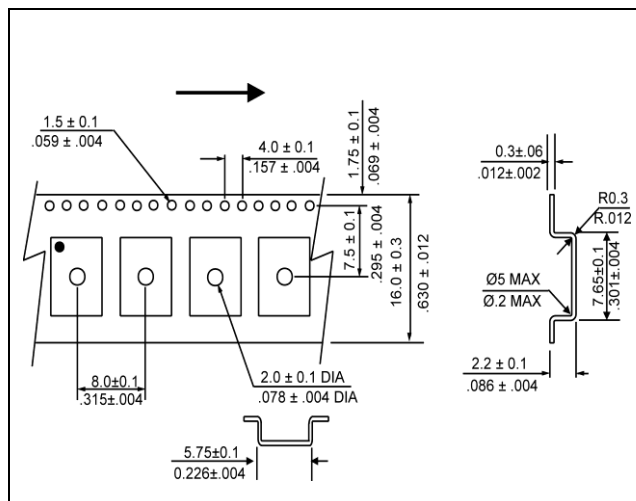 1.5 ± 0.1
.059 ± .004
4.0 ± 0.1
.157 ± .004
1.75 ± 0.1
.069 ± .004
0.3±.06
.012±.002
R0.3
R.012
7.5 ± 0.1
.295 ± .004
16.0 ± 0.3
.630 ± .012
7.65±0.1
.301±.004
Ø5 MAX
Ø.2 MAX
8.0±0.1
.315±.004
2.0 ± 0.1 DIA
.078 ± .004 DIA
2.2 ± 0.1
.086 ± .004
5.75±0.1
0.226±.004